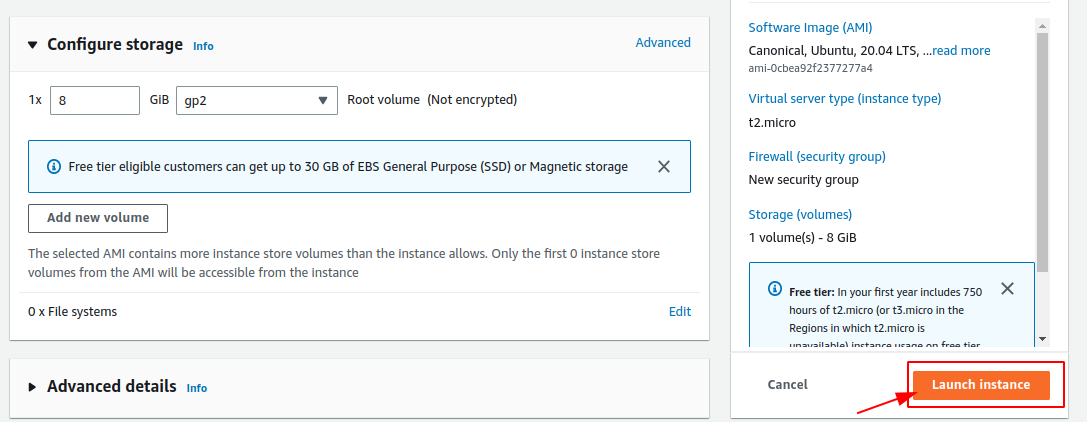 Configure storage Info
Advanced
1x 8 GiB gp2 Root volume (Not encrypted)
Free tier eligible customers can get up to 30 GB of EBS General Purpose (SSD) or Magnetic storage
Add new volume
The selected AMI contains more instance store volumes than the instance allows. Only the first 0 instance store
volumes from the AMI will be accessible from the instance
0 x File systems
Edit
Advanced details Info
Software Image (AMI)
Canonical, Ubuntu, 20.04 LTS, ...read more
ami-0cbea92f2377277a4
Virtual server type (instance type)
t2.micro
Firewall (security group)
New security group
Storage (volumes)
1 volume(s) - 8 GiB
Free tier: In your first year includes 750
hours of t2.micro (or t3.micro in the
Regions in which t2.micro is
unavailable) instance usage on free tier
Cancel
Launch instance